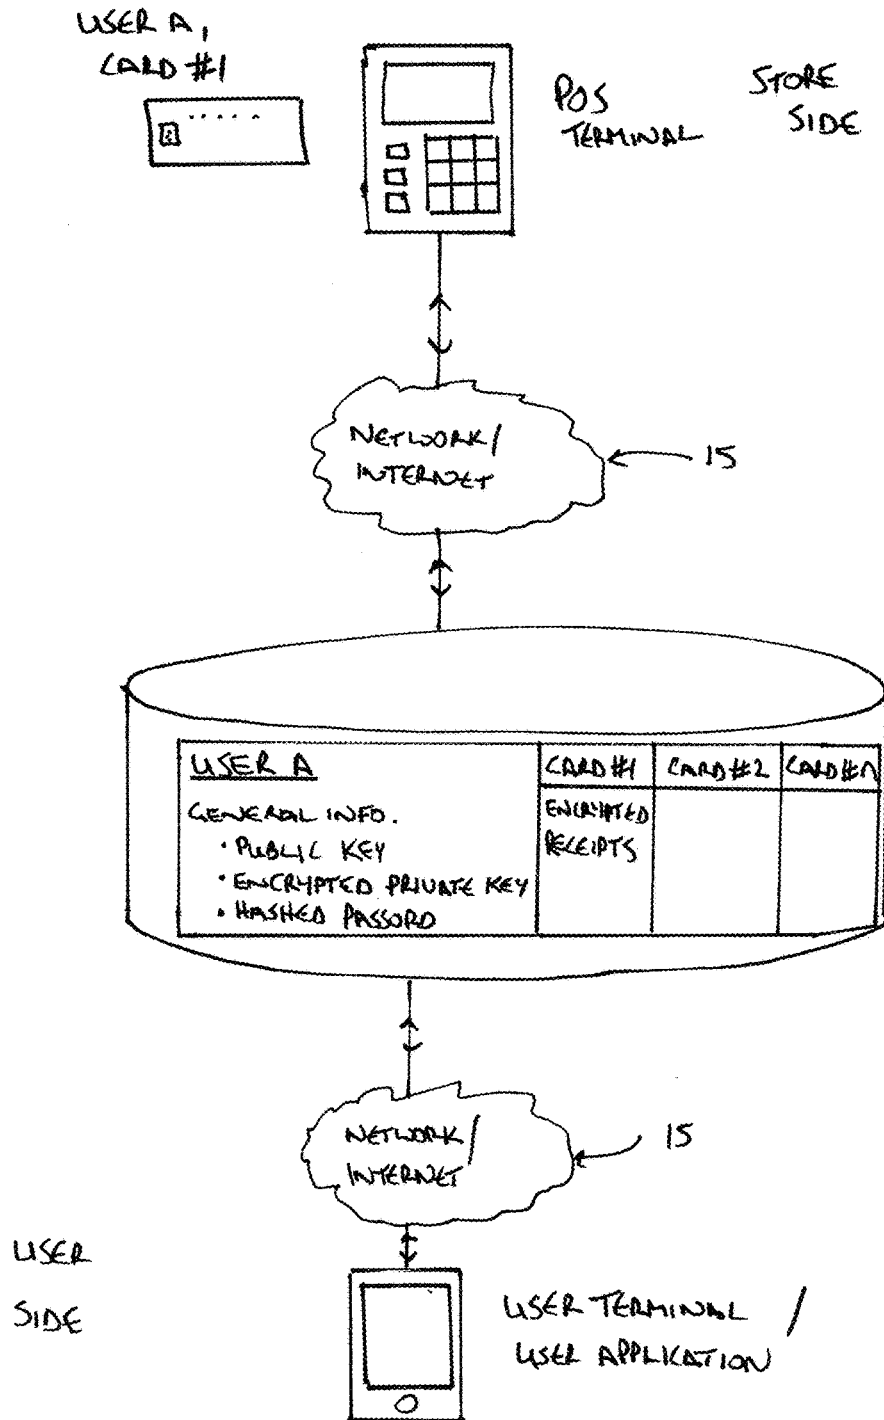 USER A,
CARD #1
POS
TERMINAL
STORE
SIDE
NETWORK/
INTERNET
15
USER A
GENERAL INFO.
• PUBLIC KEY
• ENCRYPTED PRIVATE KEY
• HASHED PASSORD
CARD #1
ENCRYPTED
RECEIPTS
CARD #2
CARD #n
NETWORK/
INTERNET
15
USER
SIDE
USER TERMINAL /
USER APPLIKATION